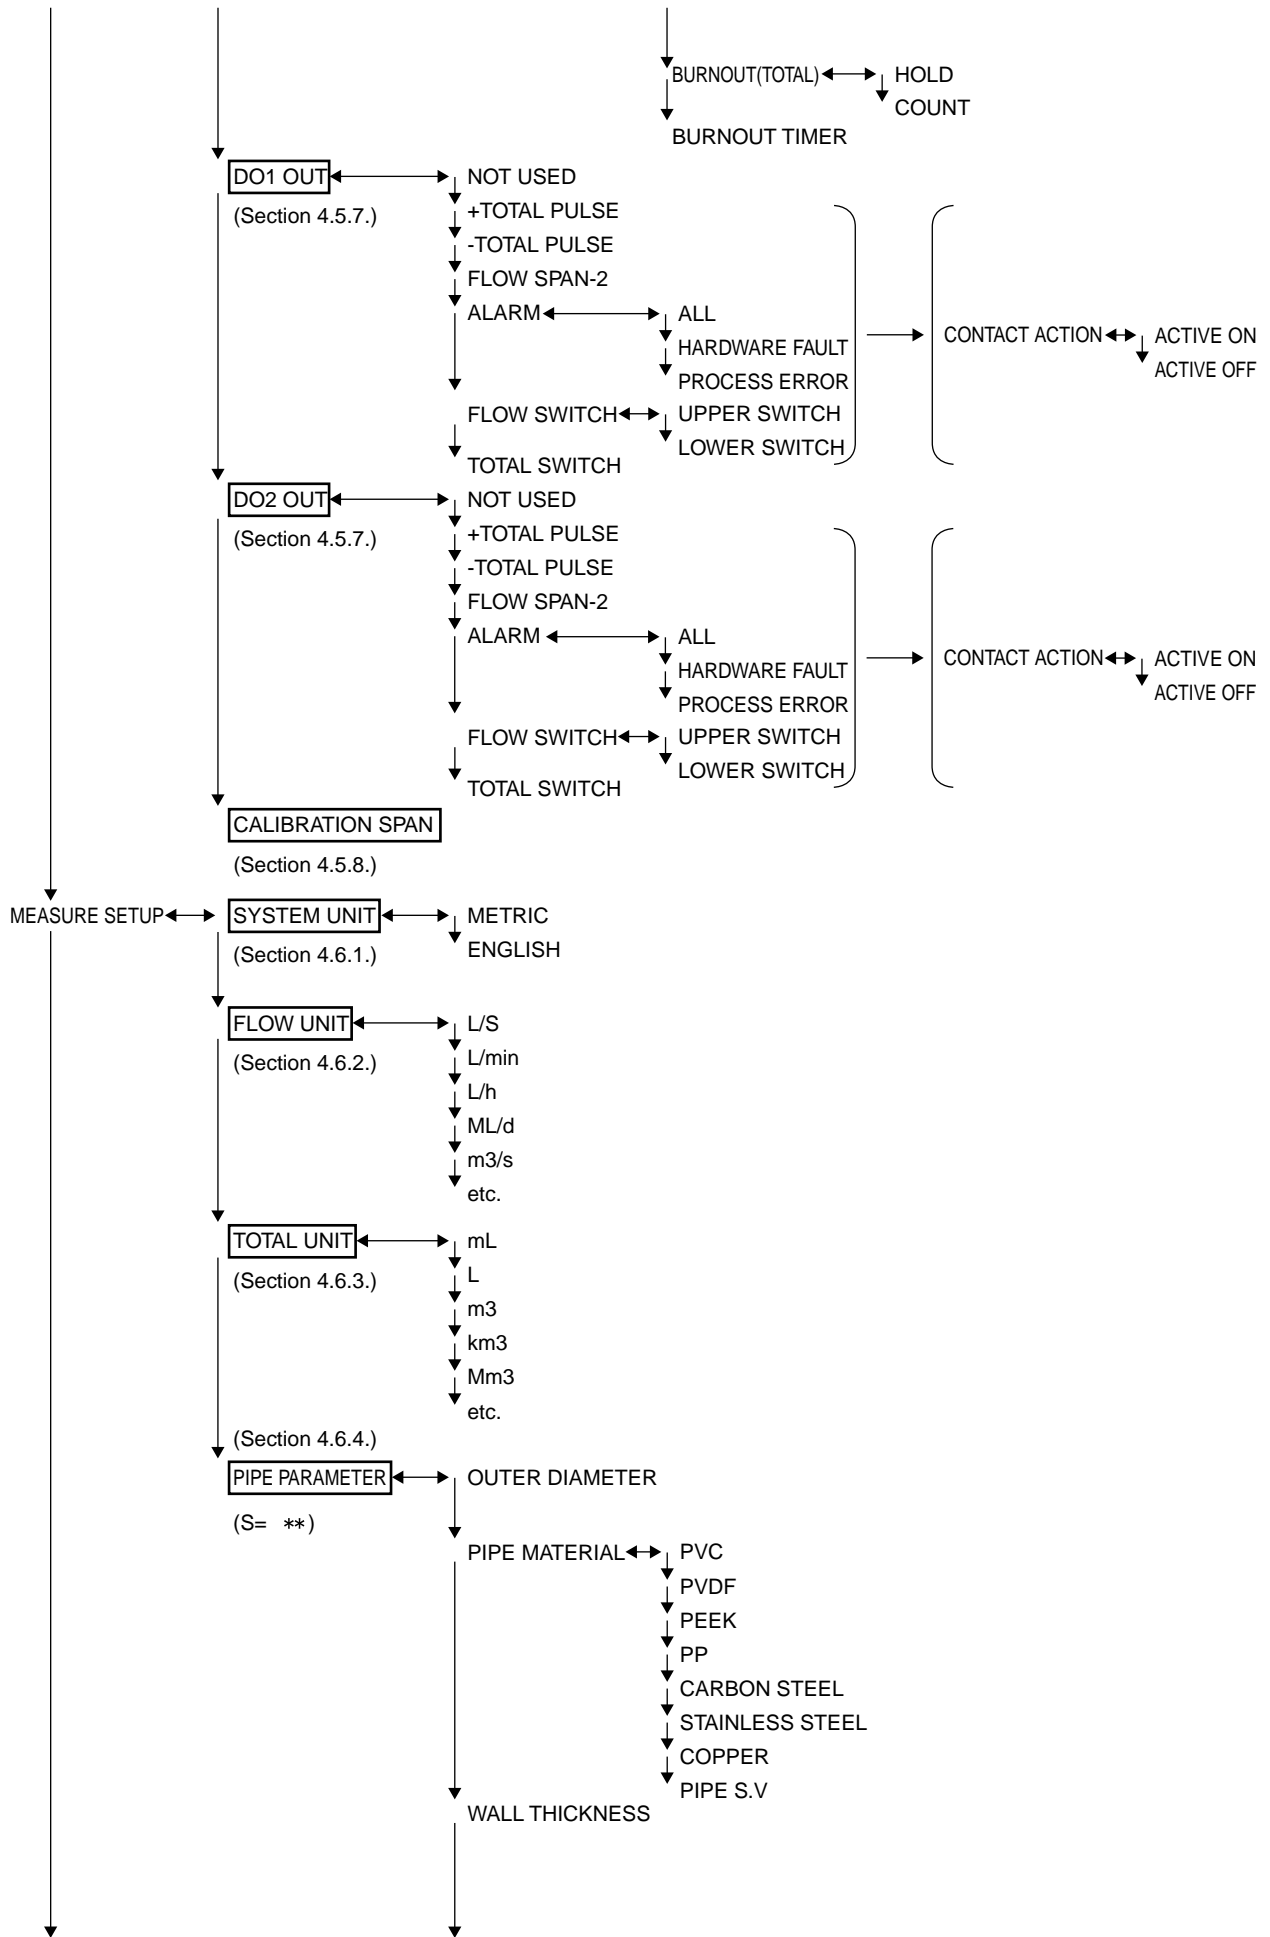 BURNOUT(TOTAL) HOLD
COUNT
BURNOUT TIMER
DO1 OUT NOT USED
(Section 4.5.7.) +TOTAL PULSE
-TOTAL PULSE
FLOW SPAN-2
ALARM ALL
HARDWARE FAULT CONTACT ACTION ACTIVE ON
PROCESS ERROR ACTIVE OFF
FLOW SWITCH UPPER SWITCH
LOWER SWITCH
TOTAL SWITCH
DO2 OUT NOT USED
(Section 4.5.7.) +TOTAL PULSE
-TOTAL PULSE
FLOW SPAN-2
ALARM ALL
HARDWARE FAULT CONTACT ACTION ACTIVE ON
PROCESS ERROR ACTIVE OFF
FLOW SWITCH UPPER SWITCH
LOWER SWITCH
TOTAL SWITCH
CALIBRATION SPAN
(Section 4.5.8.)
MEASURE SETUP SYSTEM UNIT METRIC
(Section 4.6.1.) ENGLISH
FLOW UNIT L/S
(Section 4.6.2.) L/min
L/h
ML/d
m3/s
etc.
TOTAL UNIT mL
(Section 4.6.3.) L
m3
km3
Mm3
etc.
(Section 4.6.4.)
PIPE PARAMETER OUTER DIAMETER
(S= **)
PIPE MATERIAL PVC
PVDF
PEEK
PP
CARBON STEEL
STAINLESS STEEL
COPPER
PIPE S.V
WALL THICKNESS